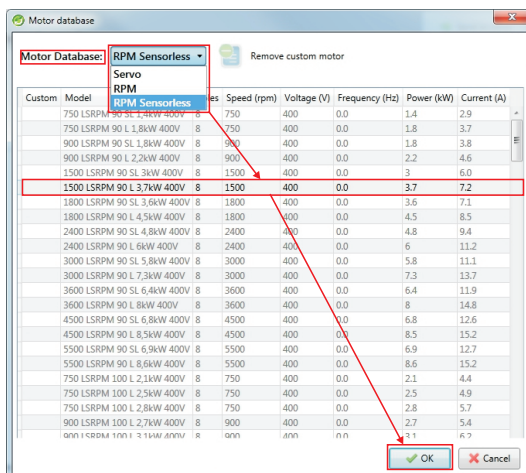 Motor database
Motor Database: RPM Sensorless Remove custom motor
Servo
RPM
RPM Sensorless
Custom Model es Speed (rpm) Voltage (V) Frequency (Hz) Power (kW) Current (A)
750 LSRPM 90 SL 1,4kW 400V 8 750 400 0.0 1.4 2.9
750 LSRPM 90 L 1,8kW 400V 8 750 400 0.0 1.8 3.7
900 LSRPM 90 SL 1,8kW 400V 8 900 400 0.0 1.8 3.8
900 LSRPM 90 L 2,2kW 400V 8 900 400 0.0 2.2 4.6
1500 LSRPM 90 SL 3kW 400V 8 1500 400 0.0 3 6.0
1500 LSRPM 90 L 3,7kW 400V 8 1500 400 0.0 3.7 7.2
1800 LSRPM 90 SL 3,6kW 400V 8 1800 400 0.0 3.6 7.1
1800 LSRPM 90 L 4,5kW 400V 8 1800 400 0.0 4.5 8.5
2400 LSRPM 90 SL 4,8kW 400V 8 2400 400 0.0 4.8 9.4
2400 LSRPM 90 L 6kW 400V 8 2400 400 0.0 6 11.2
3000 LSRPM 90 SL 5,8kW 400V 8 3000 400 0.0 5.8 11.1
3000 LSRPM 90 L 7,3kW 400V 8 3000 400 0.0 7.3 13.7
3600 LSRPM 90 SL 6,4kW 400V 8 3600 400 0.0 6.4 11.9
3600 LSRPM 90 L 8kW 400V 8 3600 400 0.0 8 14.8
4500 LSRPM 90 SL 6,8kW 400V 8 4500 400 0.0 6.8 12.6
4500 LSRPM 90 L 8,5kW 400V 8 4500 400 0.0 8.5 15.2
5500 LSRPM 90 SL 6,9kW 400V 8 5500 400 0.0 6.9 12.7
5500 LSRPM 90 L 8,6kW 400V 8 5500 400 0.0 8.6 15.2
750 LSRPM 100 L 2,1kW 400V 8 750 400 0.0 2.1 4.4
750 LSRPM 100 L 2,5kW 400V 8 750 400 0.0 2.5 4.9
750 LSRPM 100 L 2,8kW 400V 8 750 400 0.0 2.8 5.7
900 LSRPM 100 L 2,7kW 400V 8 900 400 0.0 2.7 5.4
900 LSRPM 100 L 3,1kW 400V 8 900 400 0.0 3.1 6.2
OK Cancel